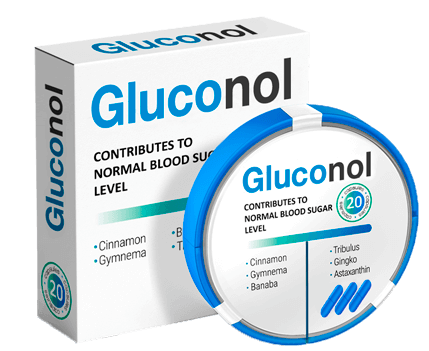 Gluconol
CONTRIBUTES TO
NORMAL BLOOD SUGAR
LEVEL
• Cinnamon
• Gymnema
Gluconol
20
Gluconol
CONTRIBUTES TO
NORMAL BLOOD SUGAR
LEVEL
20
• Cinnamon
• Gymnema
Banaba
• Tribulus
• Gingko
• Astaxanthin